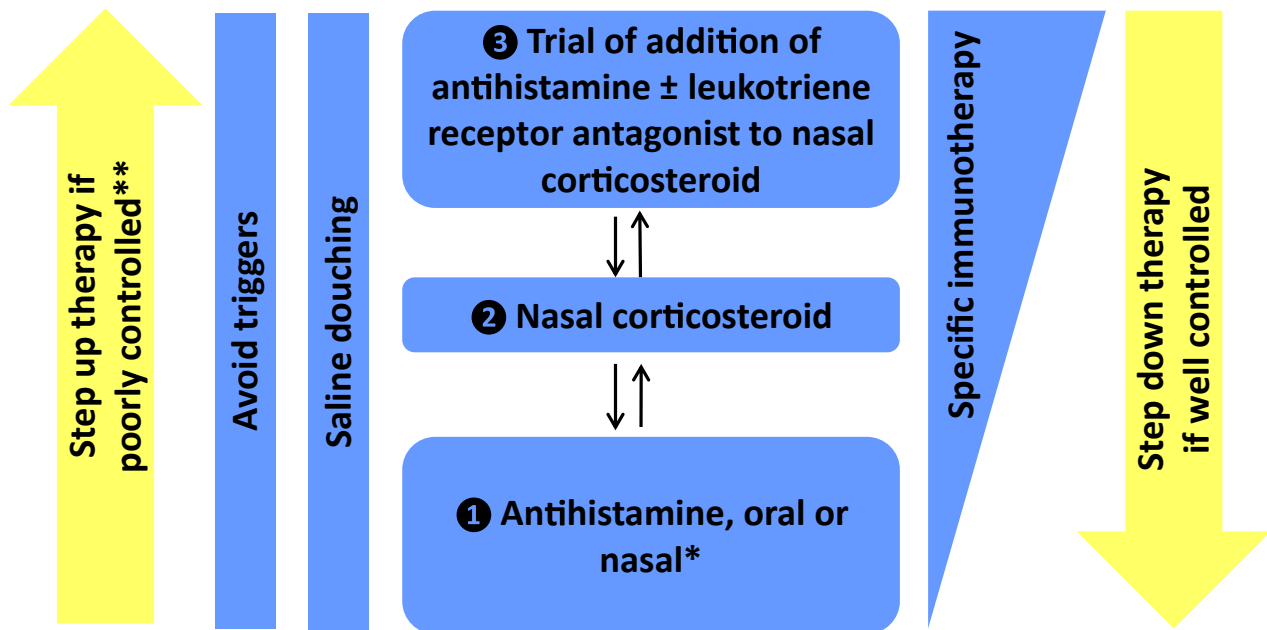 Step up therapy if
poorly controlled**
Avoid triggers
Saline douching
❸ Trial of addition of
antihistamine ± leukotriene
receptor antagonist to nasal
corticosteroid
❷ Nasal corticosteroid
❶ Antihistamine, oral or
nasal*
Specific immunotherapy
Step down therapy
if well controlled